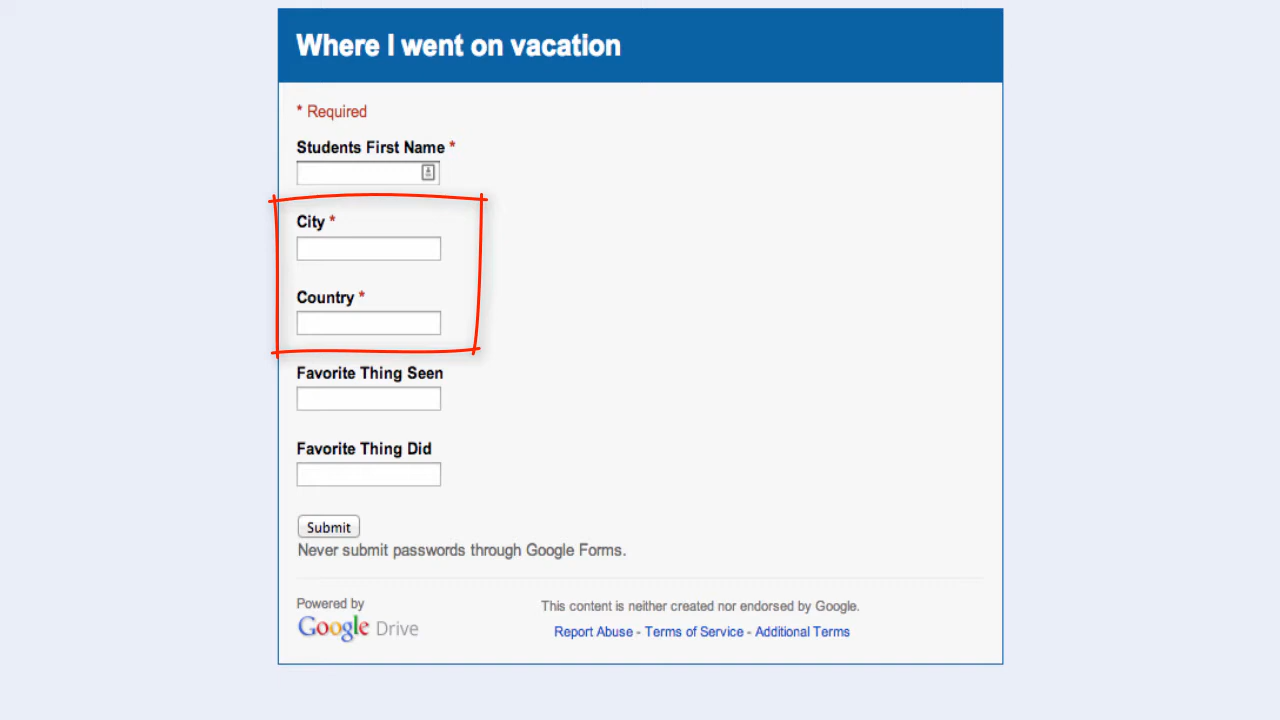 Where I went on vacation
* Required
Students First Name *
City *
Country *
Favorite Thing Seen
Favorite Thing Did
Submit
Never submit passwords through Google Forms.
Powered by
Google Drive
This content is neither created nor endorsed by Google.
Report Abuse - Terms of Service - Additional Terms